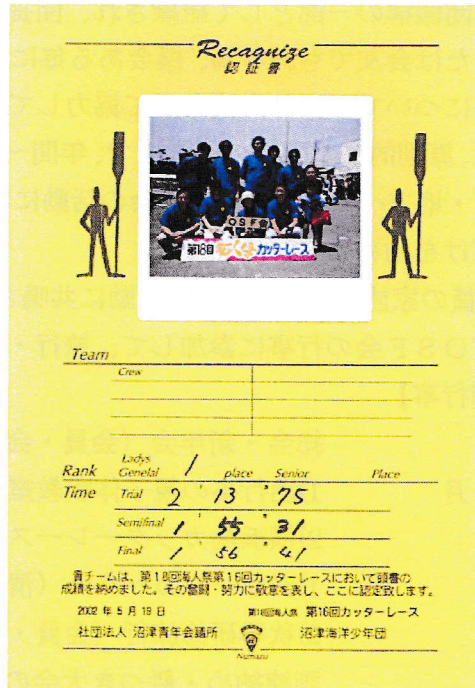 Recagnize
認証書
OSF会
第18回 カッターレース
Team
Crew
Ladys
Rank Genelal 1 place Senior Place
Time Trial 2' 13" 75
Semifinal 1' 55" 31
Final 1' 56" 41
貴チームは、第18回海人祭第16回カッターレースにおいて頭書の
成績を納めました。その奮闘・努力に敬意を表し、ここに認定致します。
2002 年 5 月 19 日 第18回海人祭 第16回カッターレース
社団法人 沼津青年会議所 沼津海洋少年団
Numazu